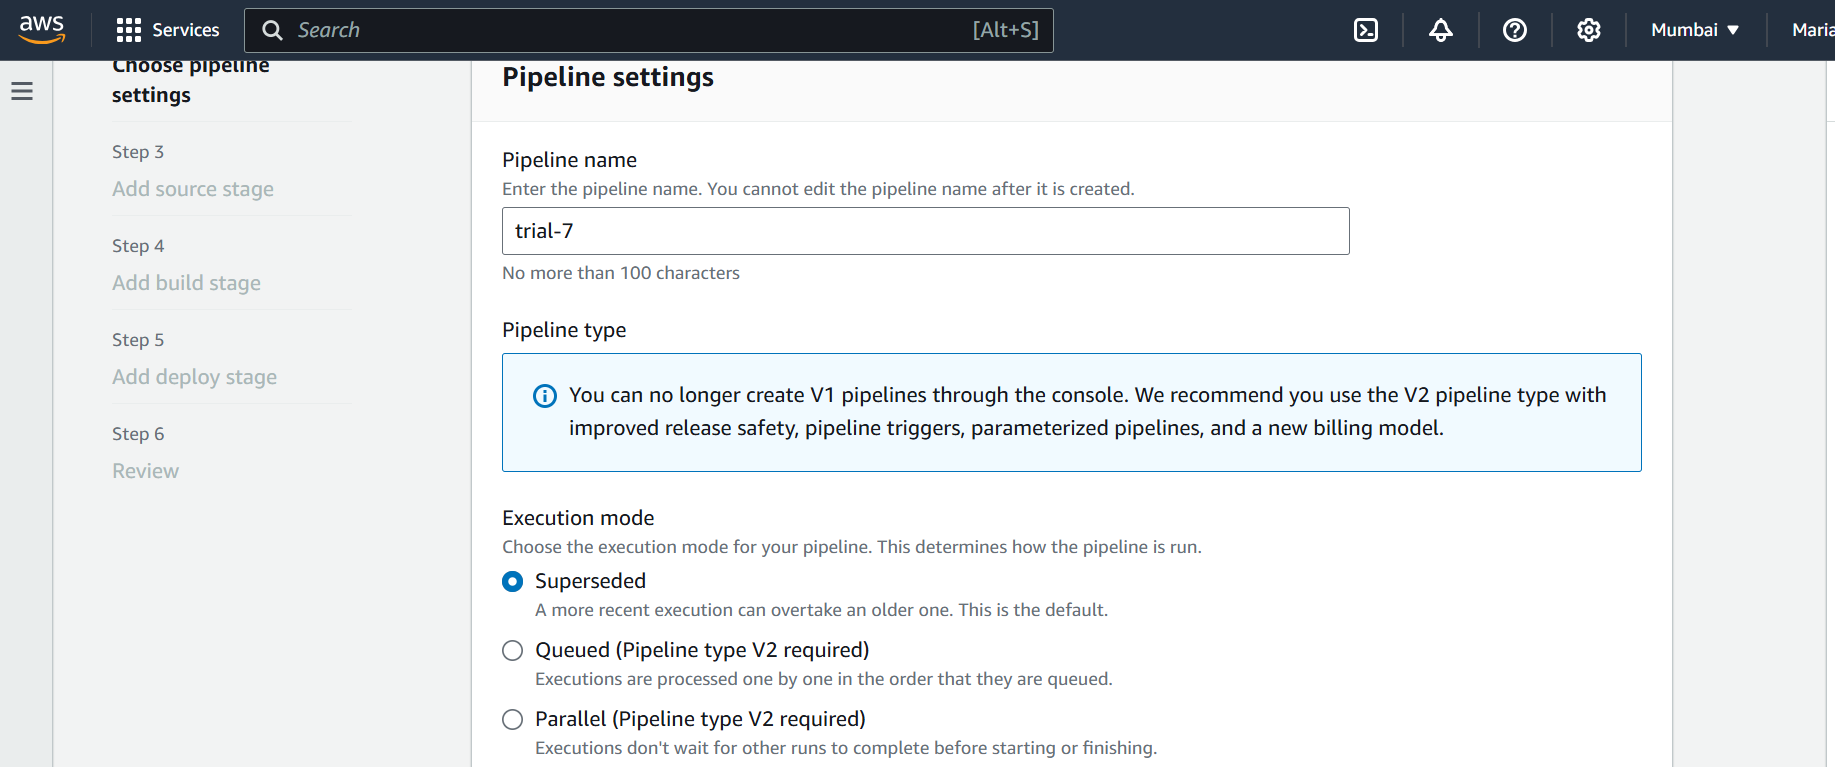 aws Services Search [Alt+S] Mumbai Maria
Choose pipeline
settings
Step 3
Add source stage
Step 4
Add build stage
Step 5
Add deploy stage
Step 6
Review
Pipeline settings
Pipeline name
Enter the pipeline name. You cannot edit the pipeline name after it is created.
trial-7
No more than 100 characters
Pipeline type
You can no longer create V1 pipelines through the console. We recommend you use the V2 pipeline type with
improved release safety, pipeline triggers, parameterized pipelines, and a new billing model.
Execution mode
Choose the execution mode for your pipeline. This determines how the pipeline is run.
Superseded
A more recent execution can overtake an older one. This is the default.
Queued (Pipeline type V2 required)
Executions are processed one by one in the order that they are queued.
Parallel (Pipeline type V2 required)
Executions don't wait for other runs to complete before starting or finishing.